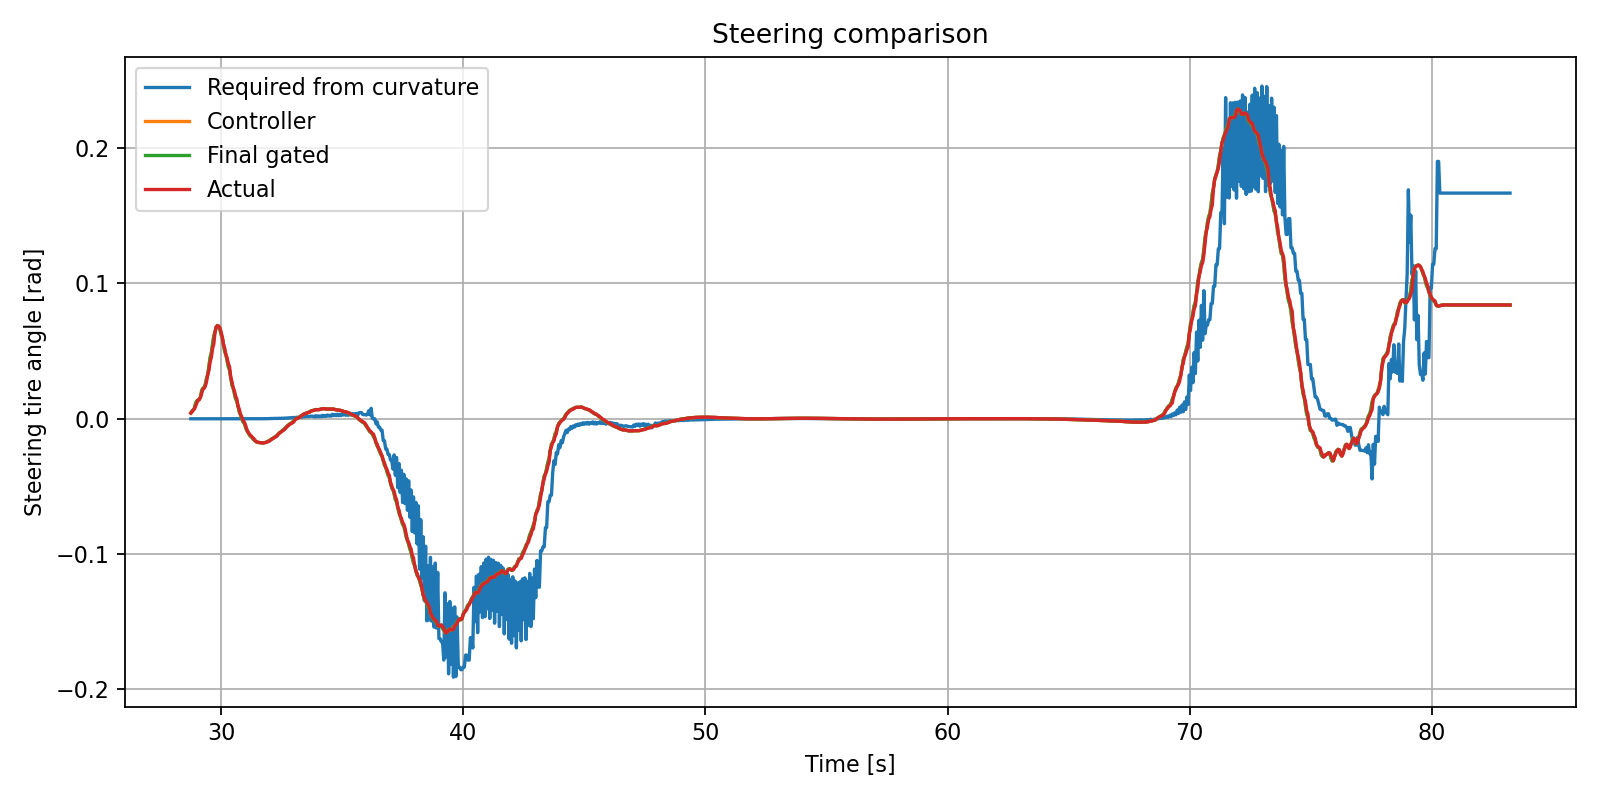 Steering comparison
Required from curvature
Controller
Final gated
Actual
Steering tire angle [rad]
0.2
0.1
0.0
−0.1
−0.2
30 40 50 60 70 80
Time [s]